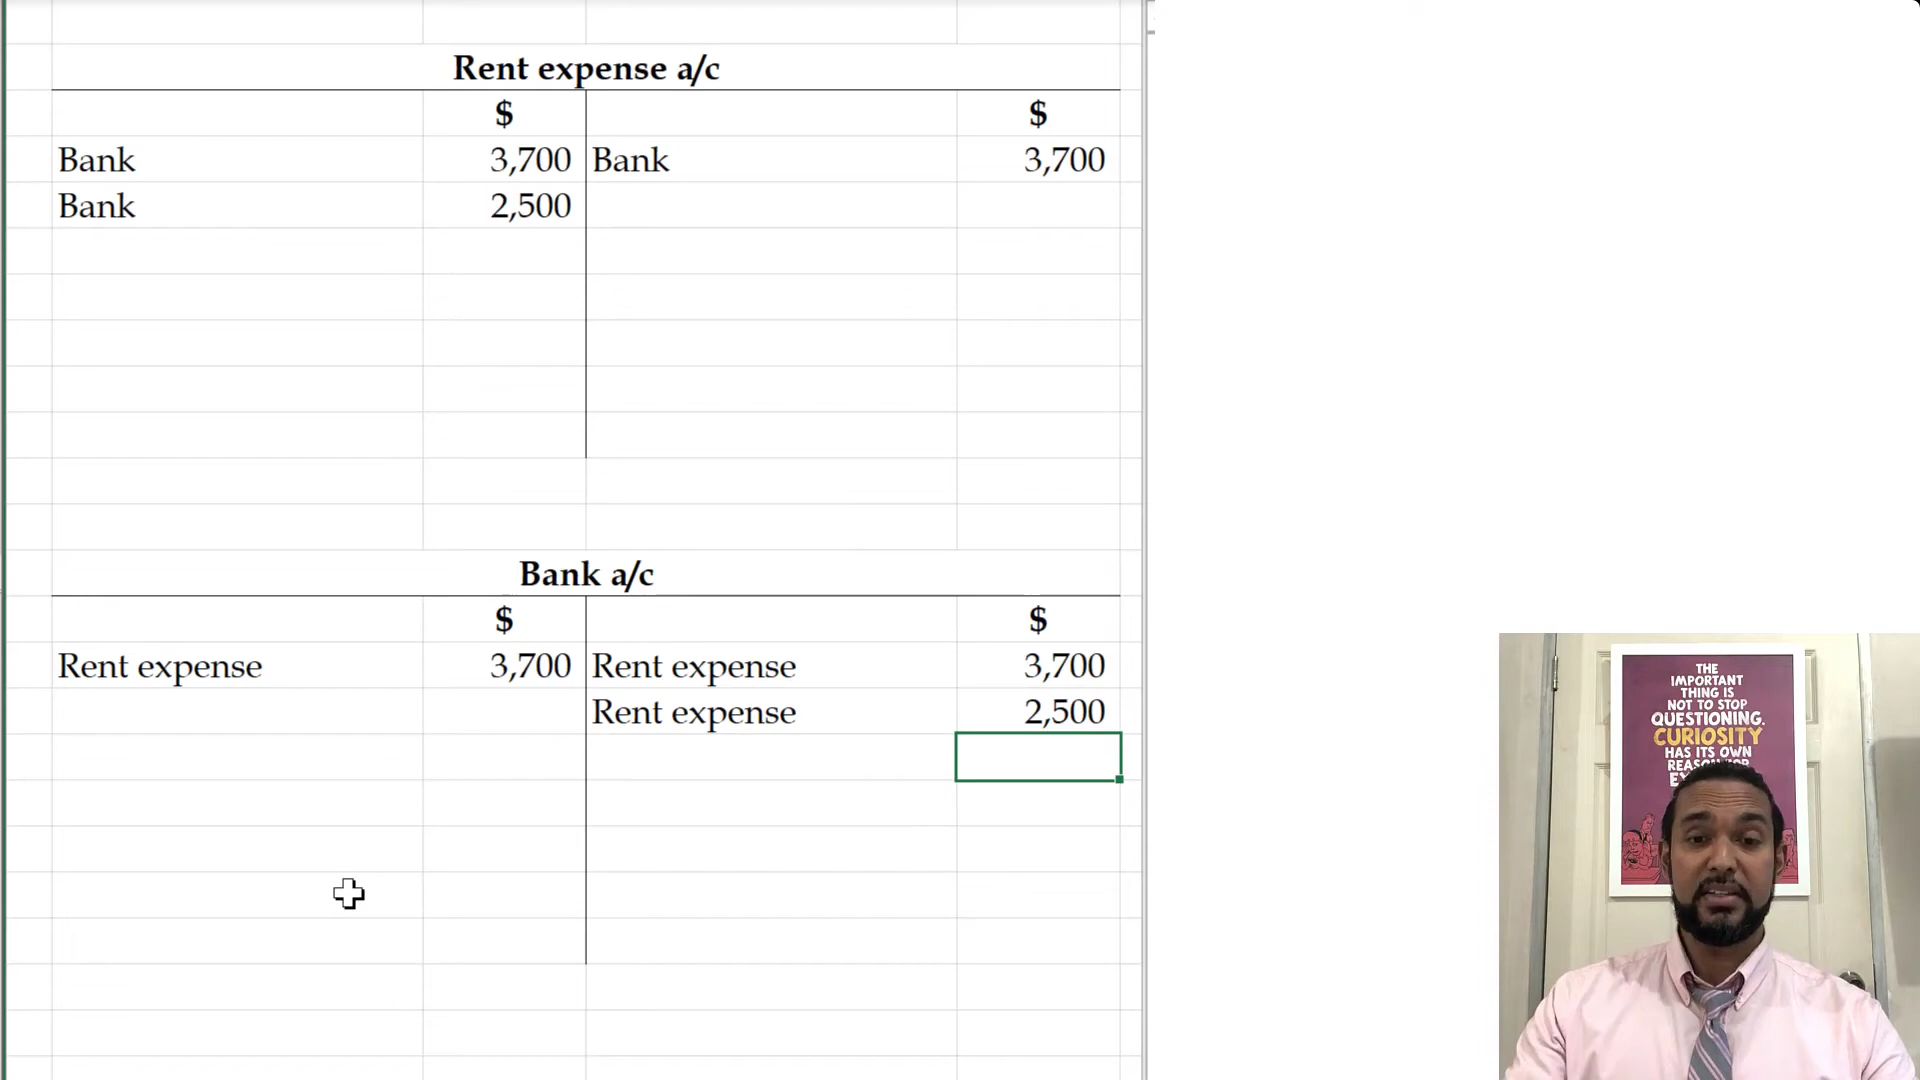 Rent expense a/c
$ $
Bank 3,700 Bank 3,700
Bank 2,500
Bank a/c
$ $
Rent expense 3,700 Rent expense 3,700
Rent expense 2,500
THE
IMPORTANT
THING IS
NOT TO STOP
QUESTIONING.
CURIOSITY
HAS ITS OWN